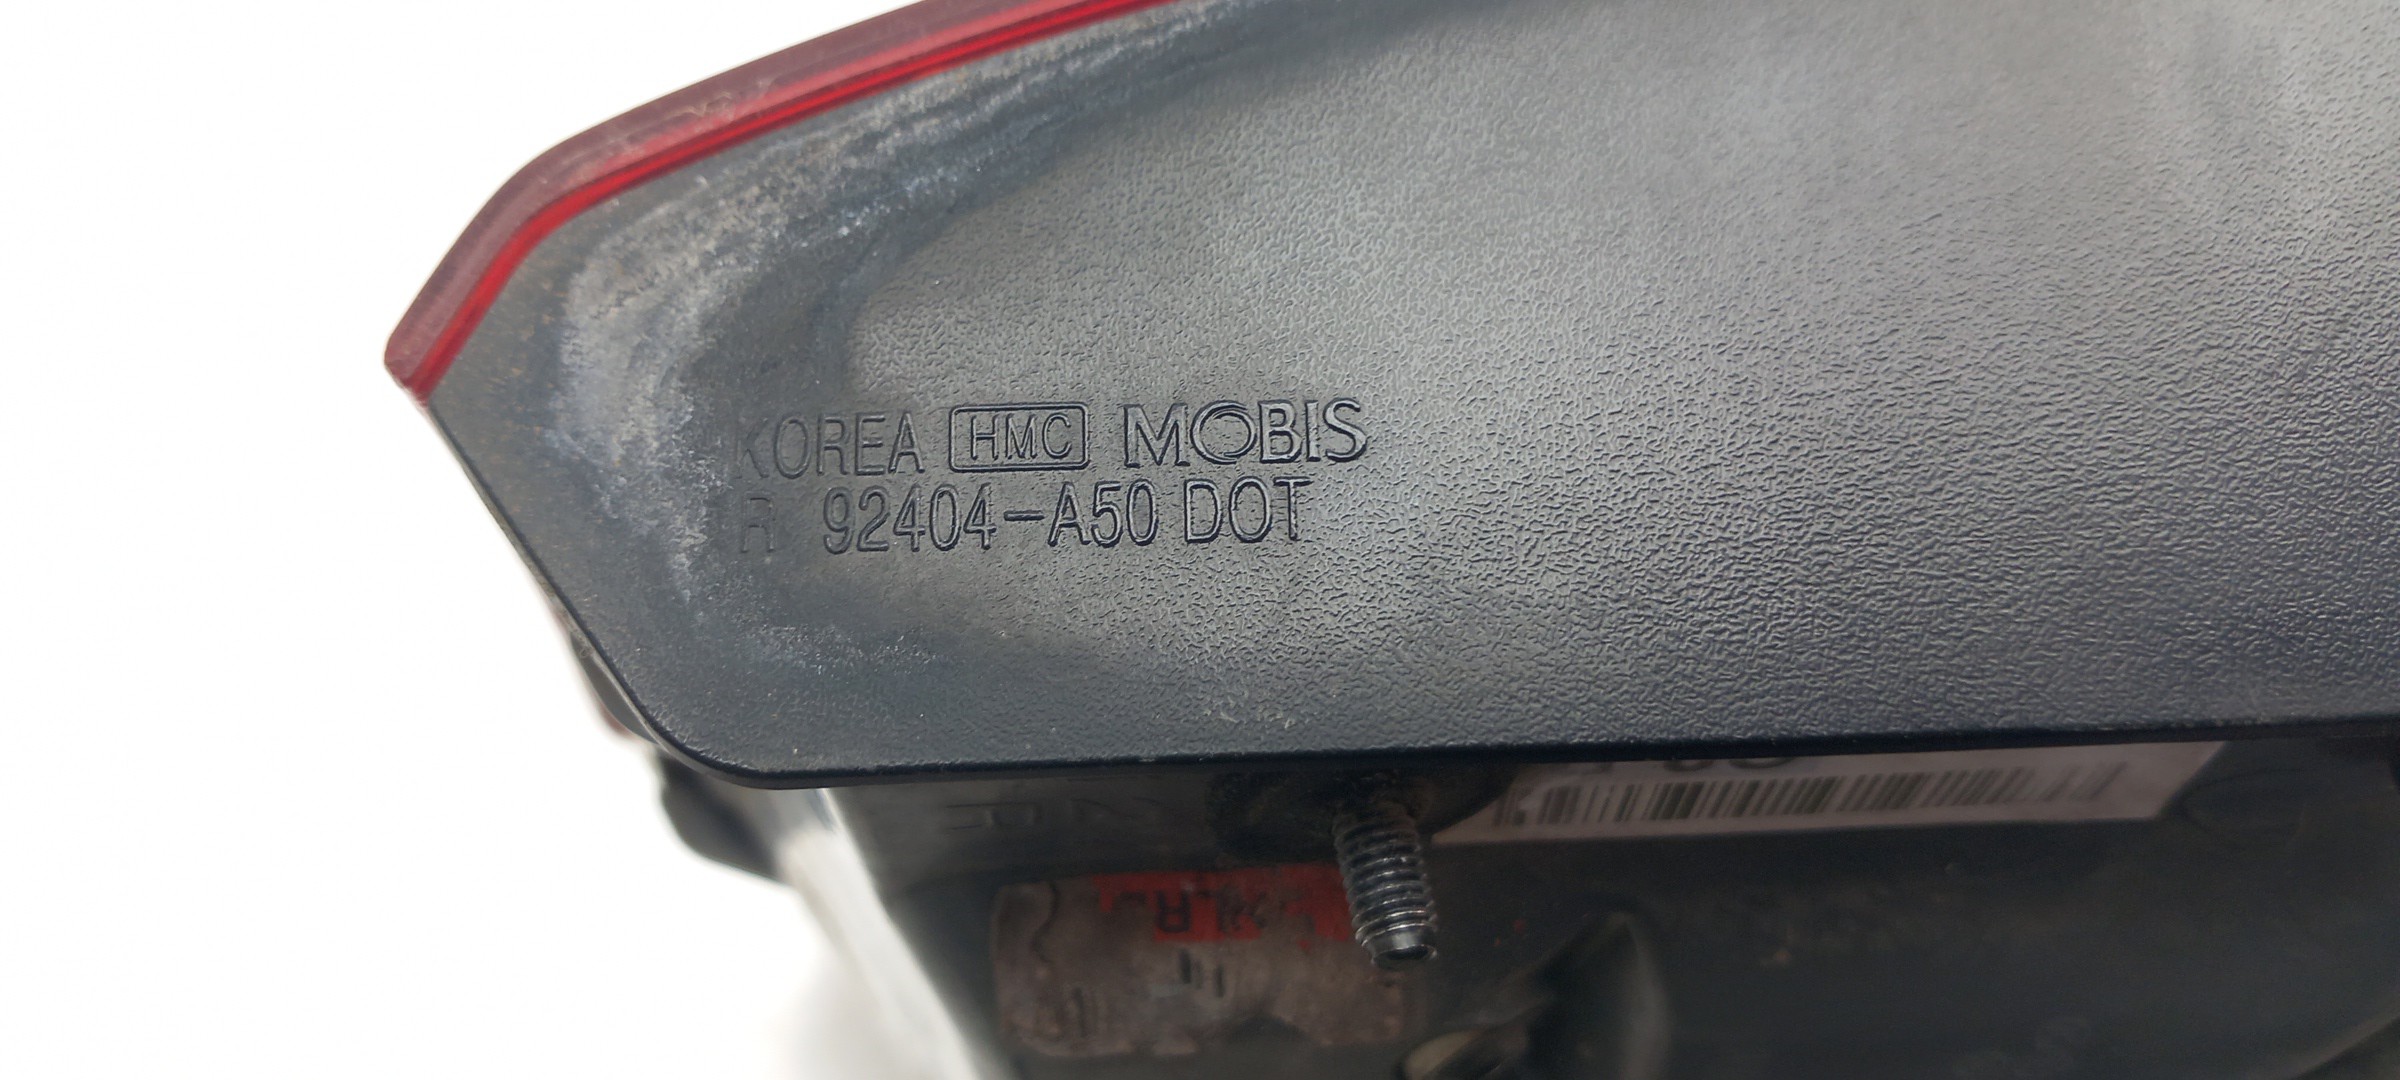 KOREA HMC MOBIS
R 92404-A50 DOT